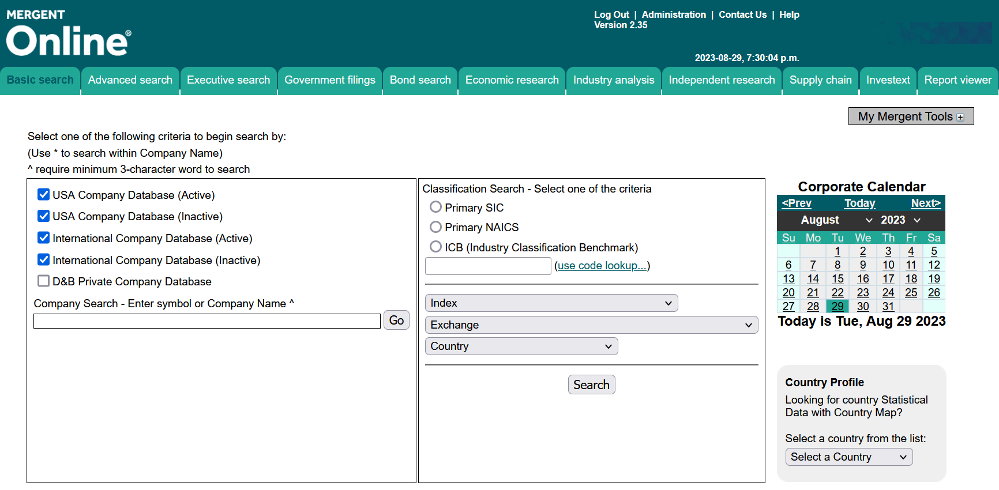 MERGENT
Online®
Log Out | Administration | Contact Us | Help
Version 2.35
2023-08-29, 7:30:04 p.m.
Basic search Advanced search Executive search Government filings Bond search Economic research Industry analysis Independent research Supply chain Investext Report viewer
My Mergent Tools
Select one of the following criteria to begin search by:
(Use * to search within Company Name)
^ require minimum 3-character word to search
USA Company Database (Active)
USA Company Database (Inactive)
International Company Database (Active)
International Company Database (Inactive)
D&B Private Company Database
Company Search - Enter symbol or Company Name ^
Go
Classification Search - Select one of the criteria
Primary SIC
Primary NAICS
ICB (Industry Classification Benchmark)
(use code lookup...)
Index
Exchange
Country
Search
Corporate Calendar
<Prev Today Next>
August 2023
Su Mo Tu We Th Fr Sa
1 2 3 4 5
6 7 8 9 10 11 12
13 14 15 16 17 18 19
20 21 22 23 24 25 26
27 28 29 30 31
Today is Tue, Aug 29 2023
Country Profile
Looking for country Statistical
Data with Country Map?
Select a country from the list:
Select a Country